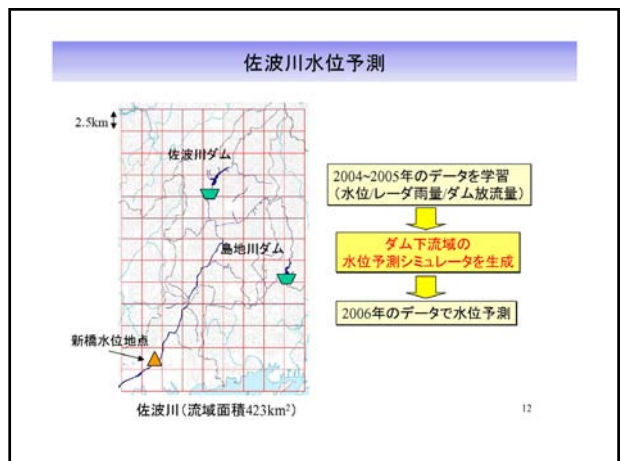 佐波川水位予測
2.5km
佐波川ダム
島地川ダム
新橋水位地点
佐波川(流域面積423km²)
2004~2005年のデータを学習
(水位/レーダ雨量/ダム放流量)
ダム下流域の
水位予測シミュレータを生成
2006年のデータで水位予測
12